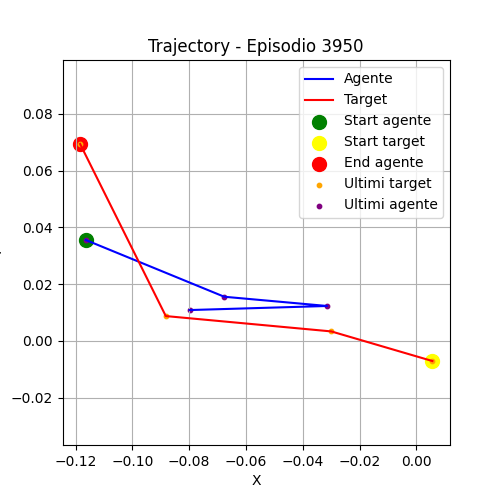 Trajectory - Episodio 3950
Agente
Target
Start agente
Start target
End agente
Ultimi target
Ultimi agente
0.08
0.06
0.04
0.02
0.00
−0.02
−0.12
−0.10
−0.08
−0.06
−0.04
−0.02
0.00
X